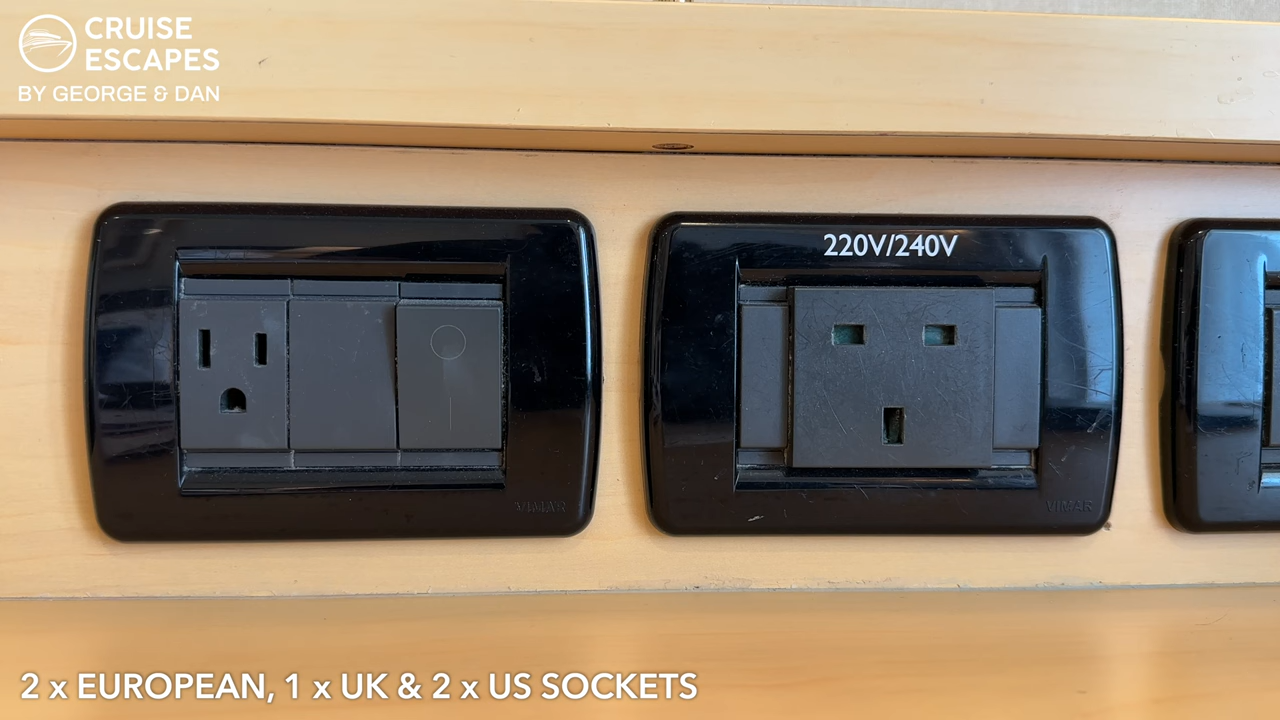 CRUISE
ESCAPES
BY GEORGE & DAN
220V/240V
VIMAR
VIMAR
2 x EUROPEAN, 1 x UK & 2 x US SOCKETS